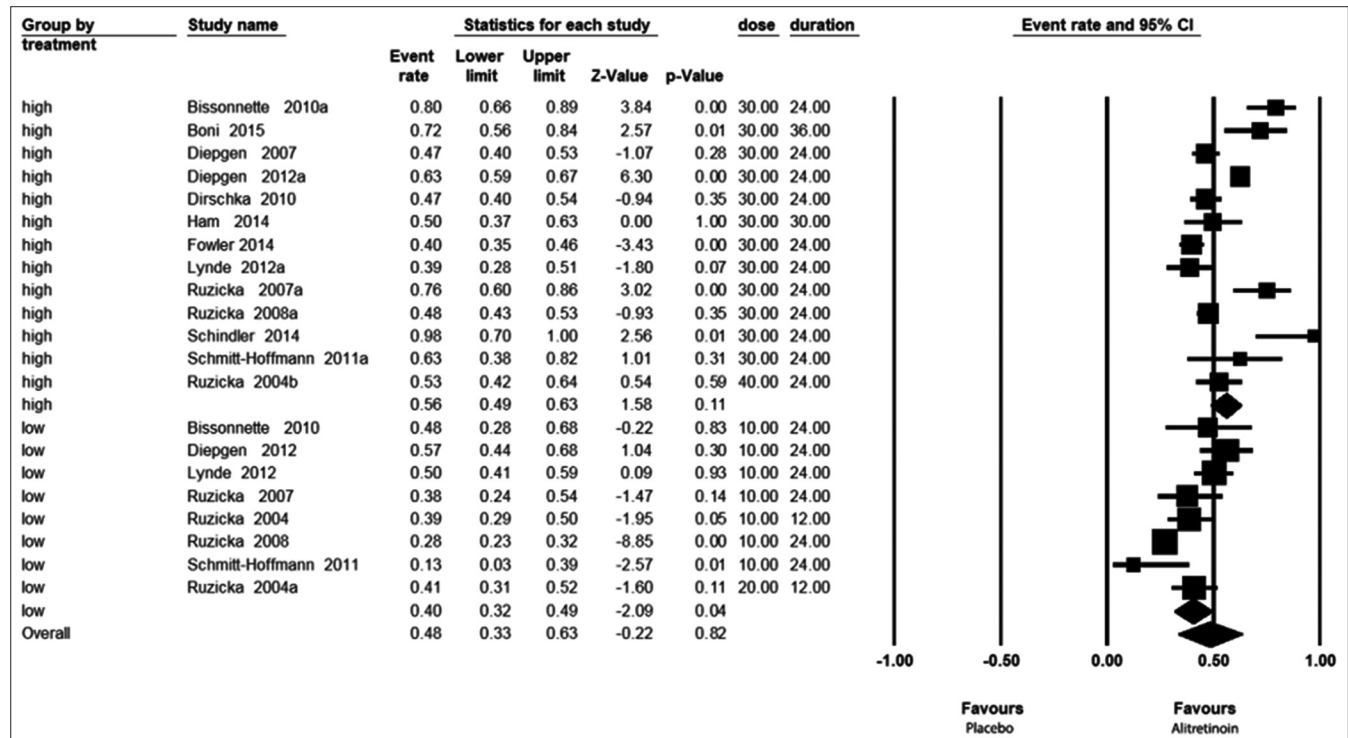 Group by treatment Study name Statistics for each study dose duration Event rate and 95% CI
Event rate Lower limit Upper limit Z-Value p-Value
high Bissonnette 2010a 0.80 0.66 0.89 3.84 0.00 30.00 24.00
high Boni 2015 0.72 0.56 0.84 2.57 0.01 30.00 36.00
high Diepgen 2007 0.47 0.40 0.53 -1.07 0.28 30.00 24.00
high Diepgen 2012a 0.63 0.59 0.67 6.30 0.00 30.00 24.00
high Dirschka 2010 0.47 0.40 0.54 -0.94 0.35 30.00 24.00
high Ham 2014 0.50 0.37 0.63 0.00 1.00 30.00 30.00
high Fowler 2014 0.40 0.35 0.46 -3.43 0.00 30.00 24.00
high Lynde 2012a 0.39 0.28 0.51 -1.80 0.07 30.00 24.00
high Ruzicka 2007a 0.76 0.60 0.86 3.02 0.00 30.00 24.00
high Ruzicka 2008a 0.48 0.43 0.53 -0.93 0.35 30.00 24.00
high Schindler 2014 0.98 0.70 1.00 2.56 0.01 30.00 24.00
high Schmitt-Hoffmann 2011a 0.63 0.38 0.82 1.01 0.31 30.00 24.00
high Ruzicka 2004b 0.53 0.42 0.64 0.54 0.59 40.00 24.00
high 0.56 0.49 0.63 1.58 0.11
low Bissonnette 2010 0.48 0.28 0.68 -0.22 0.83 10.00 24.00
low Diepgen 2012 0.57 0.44 0.68 1.04 0.30 10.00 24.00
low Lynde 2012 0.50 0.41 0.59 0.09 0.93 10.00 24.00
low Ruzicka 2007 0.38 0.24 0.54 -1.47 0.14 10.00 24.00
low Ruzicka 2004 0.39 0.29 0.50 -1.95 0.05 10.00 12.00
low Ruzicka 2008 0.28 0.23 0.32 -8.85 0.00 10.00 24.00
low Schmitt-Hoffmann 2011 0.13 0.03 0.39 -2.57 0.01 10.00 24.00
low Ruzicka 2004a 0.41 0.31 0.52 -1.60 0.11 20.00 12.00
low 0.40 0.32 0.49 -2.09 0.04
Overall 0.48 0.33 0.63 -0.22 0.82
-1.00 -0.50 0.00 0.50 1.00
Favours Favours
Placebo Alitretinoin